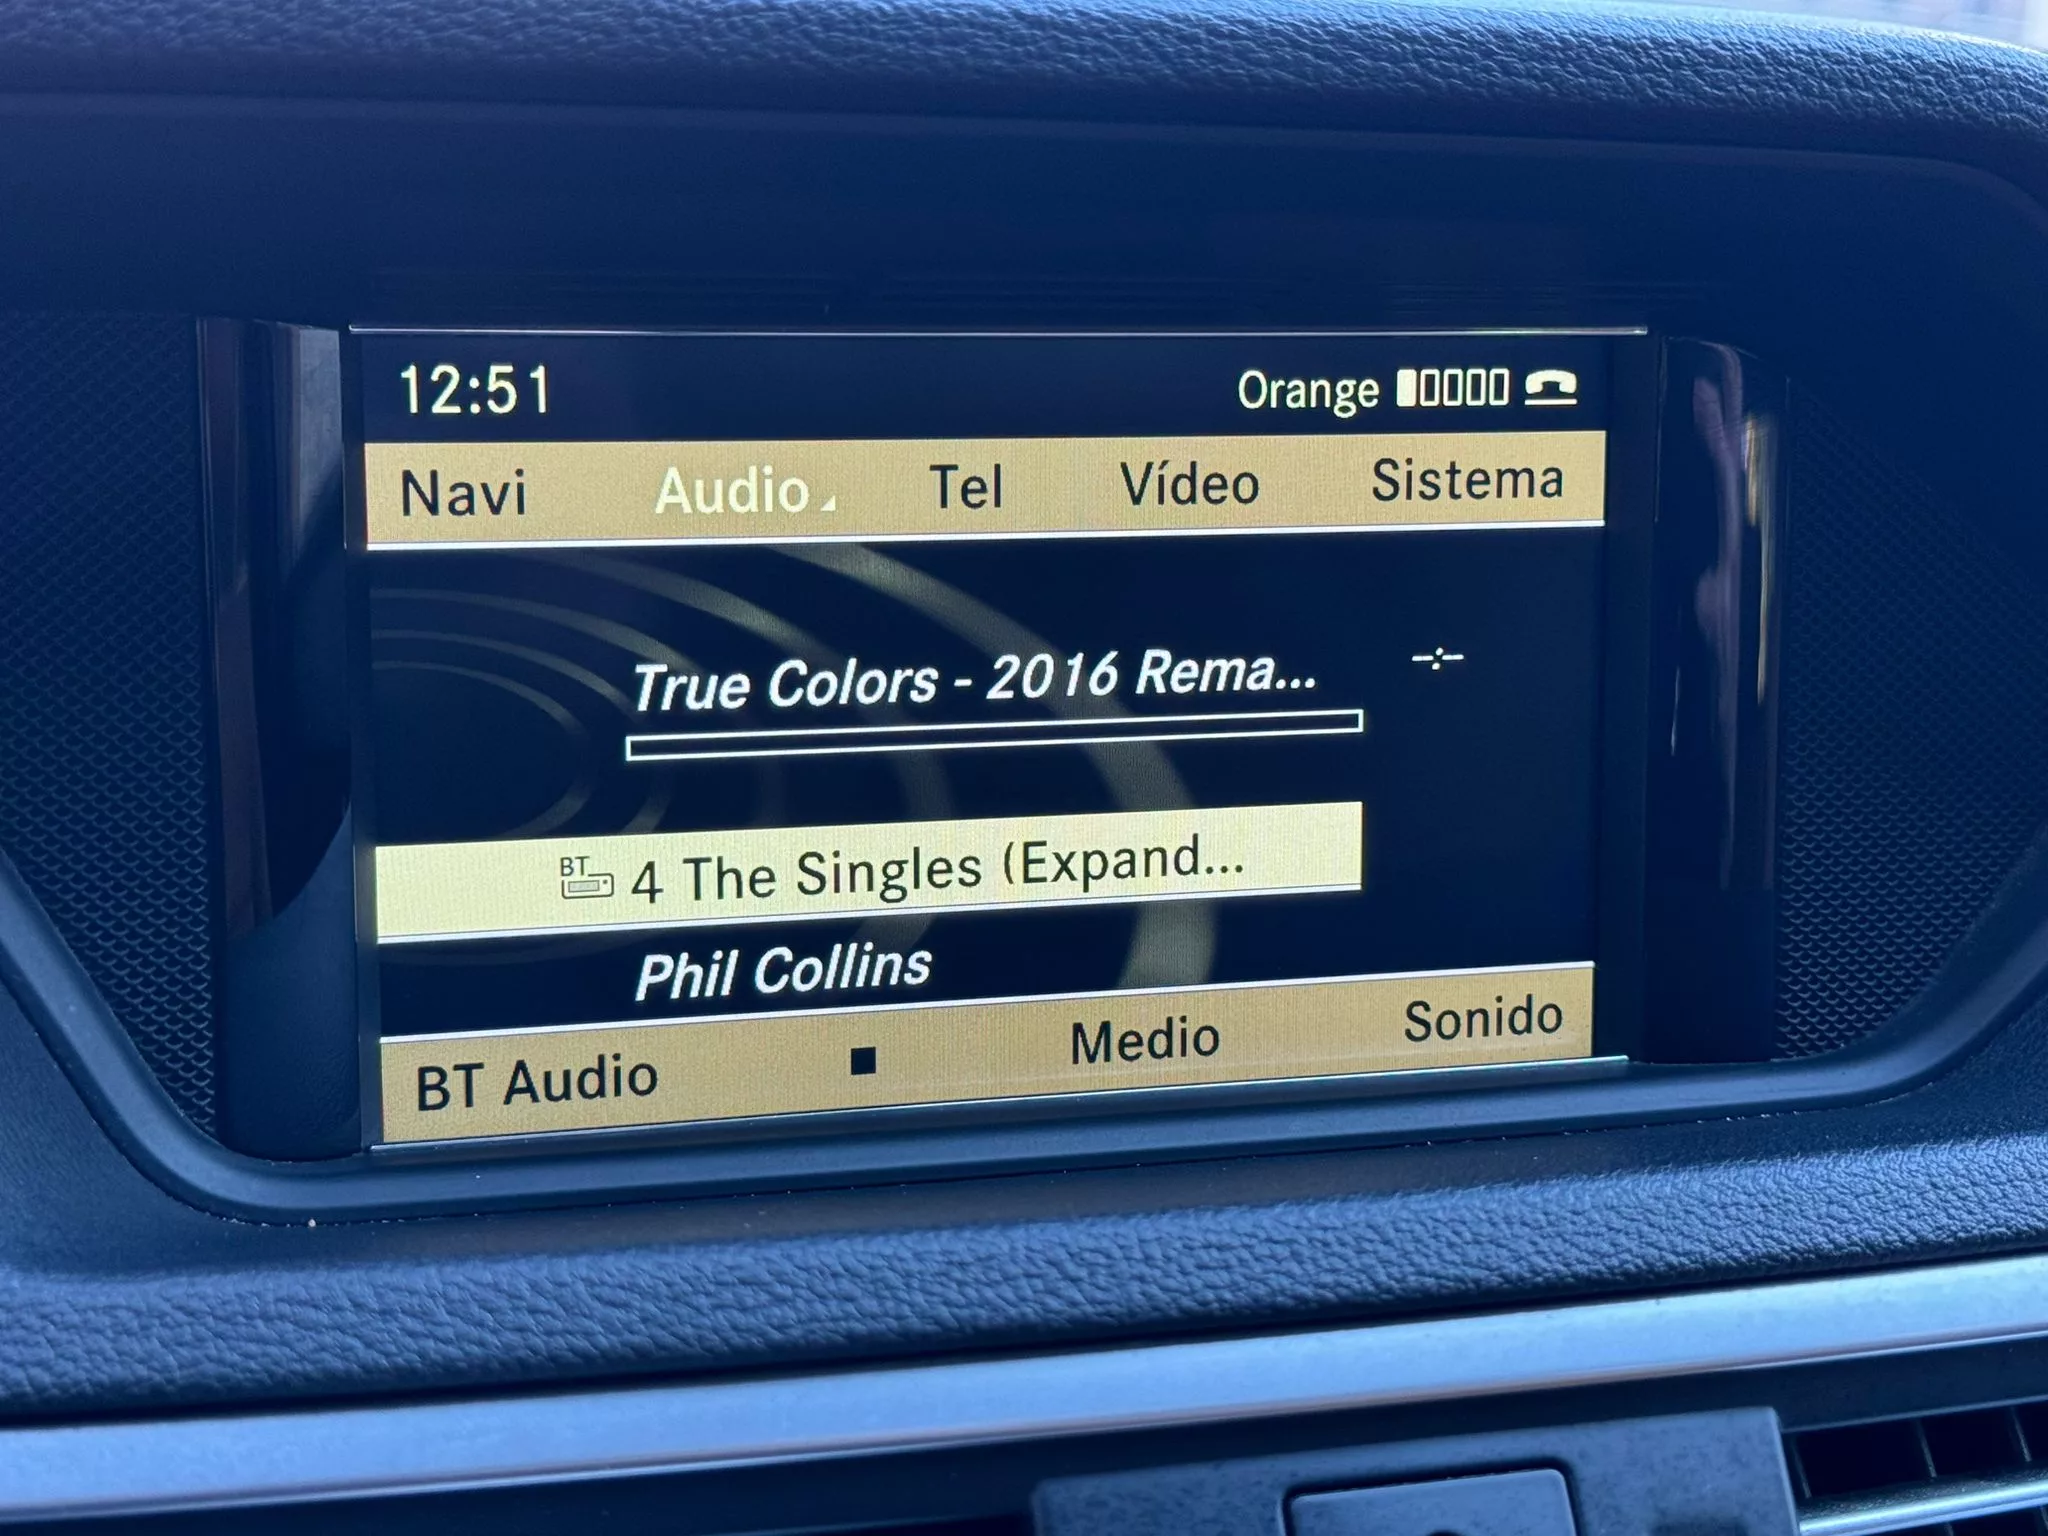 12:51 Orange
Navi Audio Tel Vídeo Sistema
True Colors - 2016 Rema...
-:-
BT 4 The Singles (Expand...
Phil Collins
BT Audio Medio Sonido